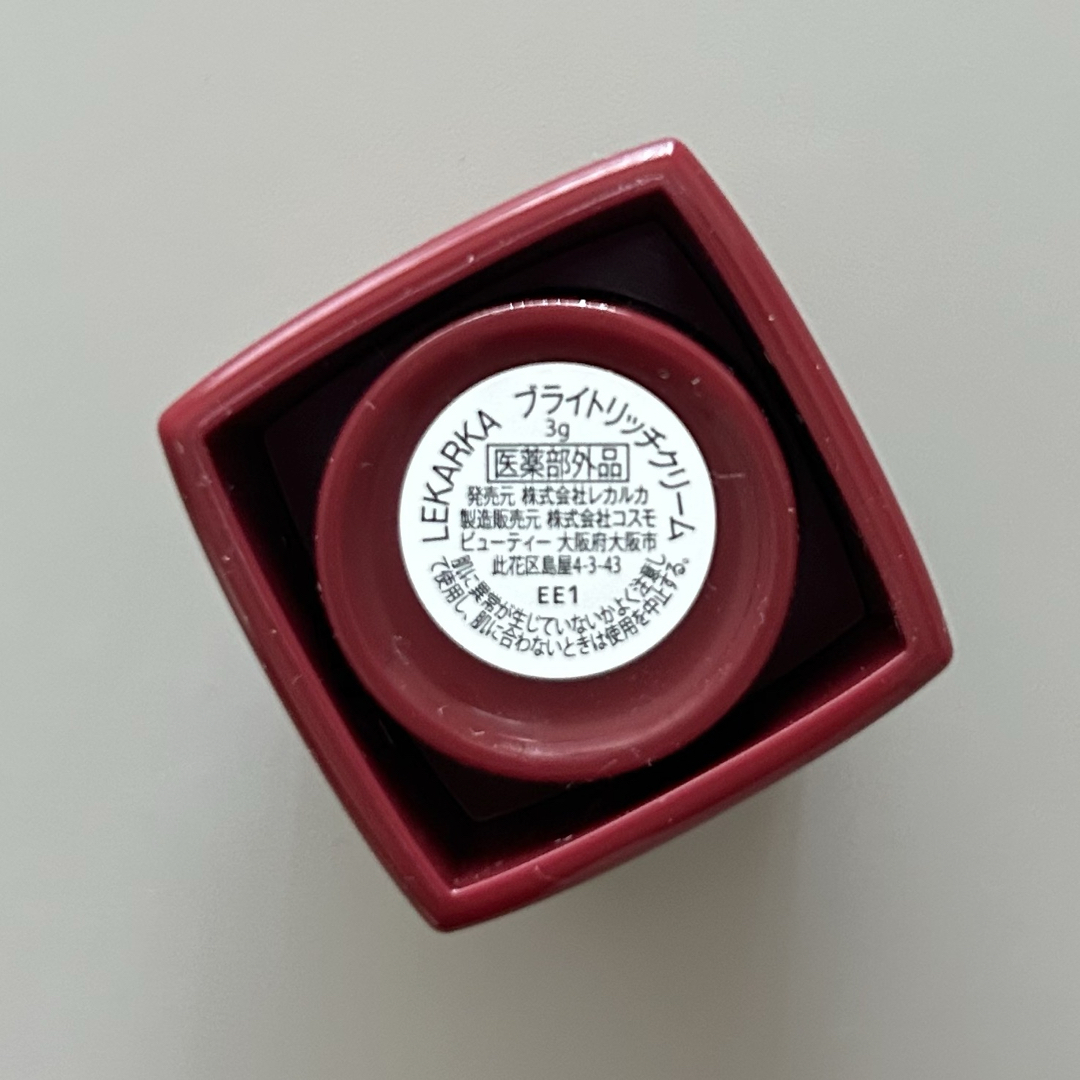 LEKARKA ブライトリッチクリーム
3g
医薬部外品
発売元 株式会社レカルカ
製造販売元 株式会社コスモ
ビューティー 大阪府大阪市
此花区島屋4-3-43
EE1
肌に異常が生じていないかよく注意し
て使用し、肌に合わないときは使用を中止する。